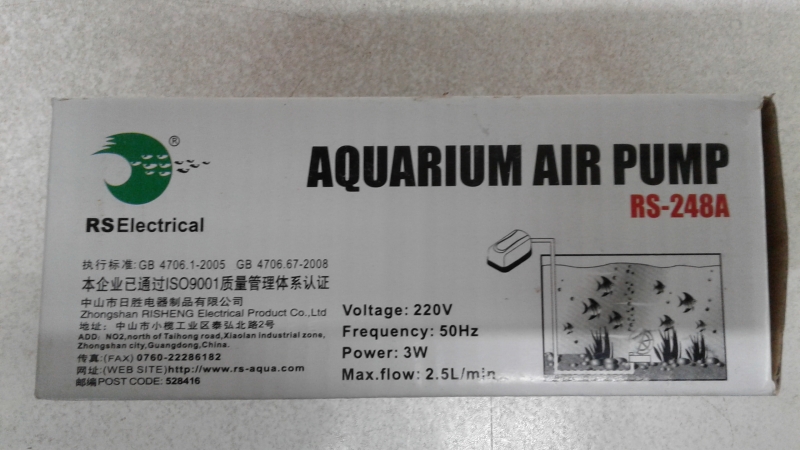 ®
RSElectrical
AQUARIUM AIR PUMP
RS-248A
执行标准: GB 4706.1-2005 GB 4706.67-2008
本企业已通过ISO9001质量管理体系认证
中山市日胜电器制品有限公司
Zhongshan RISHENG Electrical Product Co.,Ltd
地址: 中山市小榄工业区泰弘北路2号
ADD: NO2,north of Taihong road,Xiaolan industrial zone,
Zhongshan city,Guangdong,China.
传真:(FAX) 0760-22286182
网址:(WEB SITE)http://www.rs-aqua.com
邮编POST CODE: 528416
Voltage: 220V
Frequency: 50Hz
Power: 3W
Max.flow: 2.5L/min